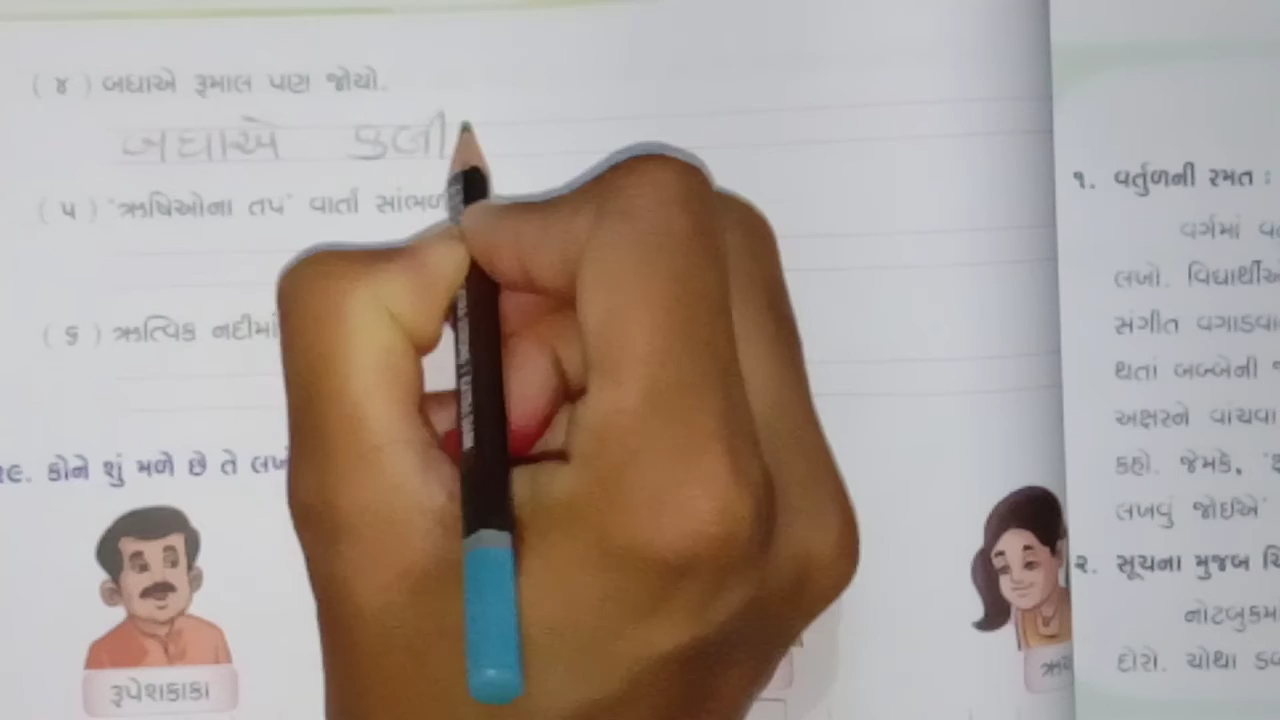 (૪) બધાએ રૂમાલ પણ જોયો.
બધાએ કલી
(૫) "ઋષિઓના તપ" વાર્તા સાંભળ
(૬) ઋત્વિક નદીમાં
૨૯. કોને શું મળે છે તે લખ
રૂપેશકાકા
૧. વર્તુળની રમત :
વર્ગમાં
લખો.
સંગીત વગાડવા
થતાં બબ્બેની
અક્ષરને વાંચવા
કહો. જેમકે,
લખવું જોઈએ
૨. સૂચના મુજબ ચિ
નોટબુકમ
દોરો. ચોથા